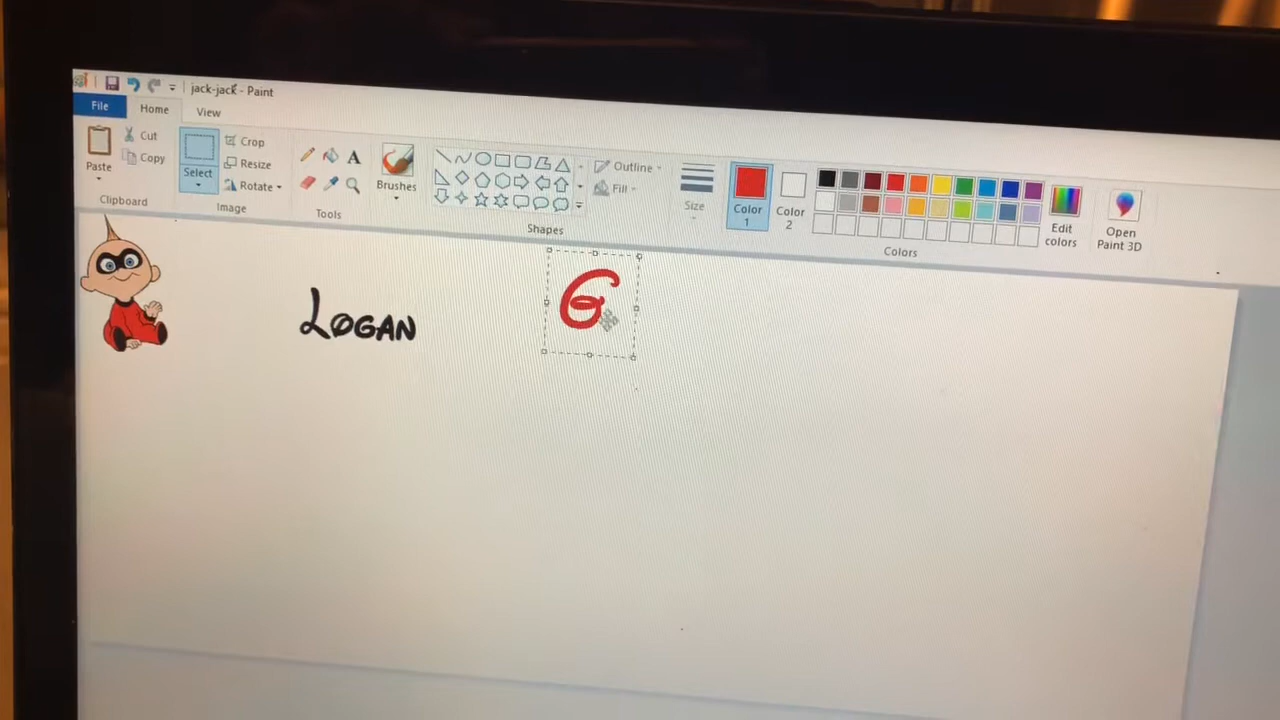 jack-jack - Paint
File Home View
Paste
Cut
Copy
Clipboard
Select
Crop
Resize
Rotate
Image
A
Tools
Brushes
Outline
Fill
Shapes
Size
Color 1
Color 2
Edit colors
Colors
Open Paint 3D
LOGAN
G